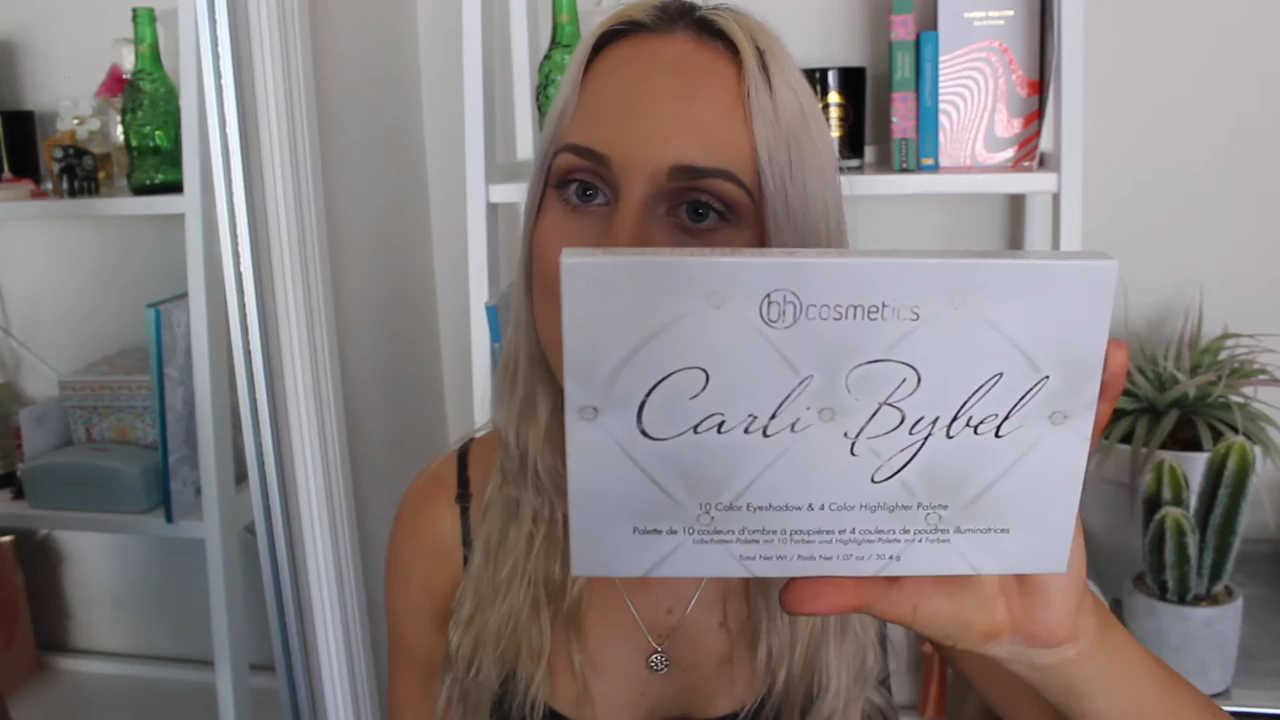 bh cosmetics
Carli Bybel
10 Color Eyeshadow & 4 Color Highlighter Palette
Palette de 10 couleurs d'ombre à paupières et 4 couleurs de poudres illuminatrices
Lidschatten-Palette mit 10 Farben und Highlighter-Palette mit 4 Farben
Total Net Wt / Poids Net 1.07 oz / 30.4 g